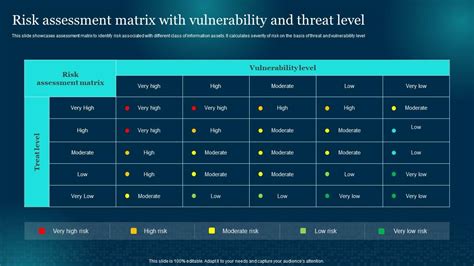 Risk assessment matrix with vulnerability and threat level
This slide showcases assessment matrix to identify risk associated with different class of information assets. It calculates severity of risk on the basis of threat and vulnerability level
Risk assessment matrix
Vulnerability level
Very high High Moderate Low Very low
Treat level
Very High Very high High High Moderate Moderate
High Very high High Moderate Moderate Low
Moderate High Moderate Moderate Low Low
Low High Moderate Moderate Low Very low
Very Low Moderate Moderate Low Very low Very low
Very high risk High risk Moderate risk Low risk Very low risk
This slide is 100% editable. Adapt it to your needs and capture your audience's attention.